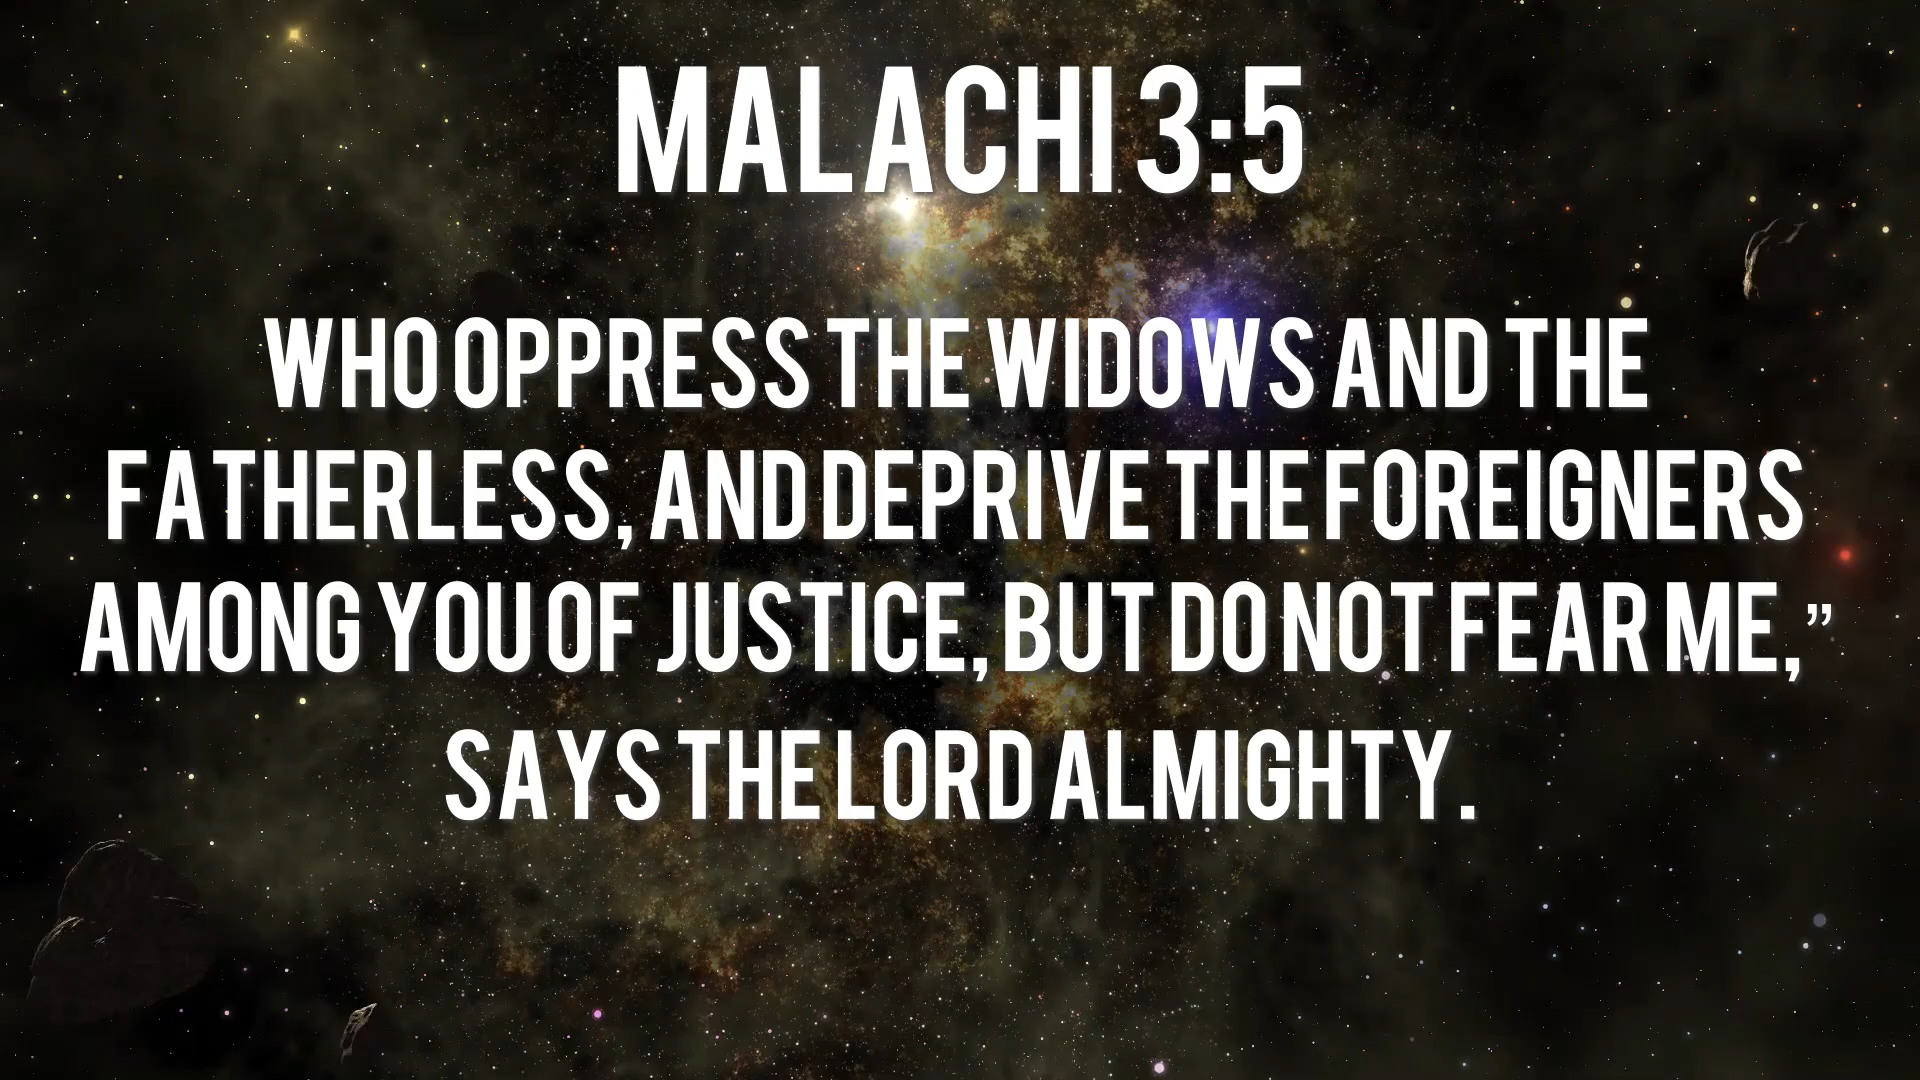 MALACHI 3:5
WHO OPPRESS THE WIDOWS AND THE
FATHERLESS, AND DEPRIVE THE FOREIGNERS
AMONG YOU OF JUSTICE, BUT DO NOT FEAR ME,”
SAYS THE LORD ALMIGHTY.